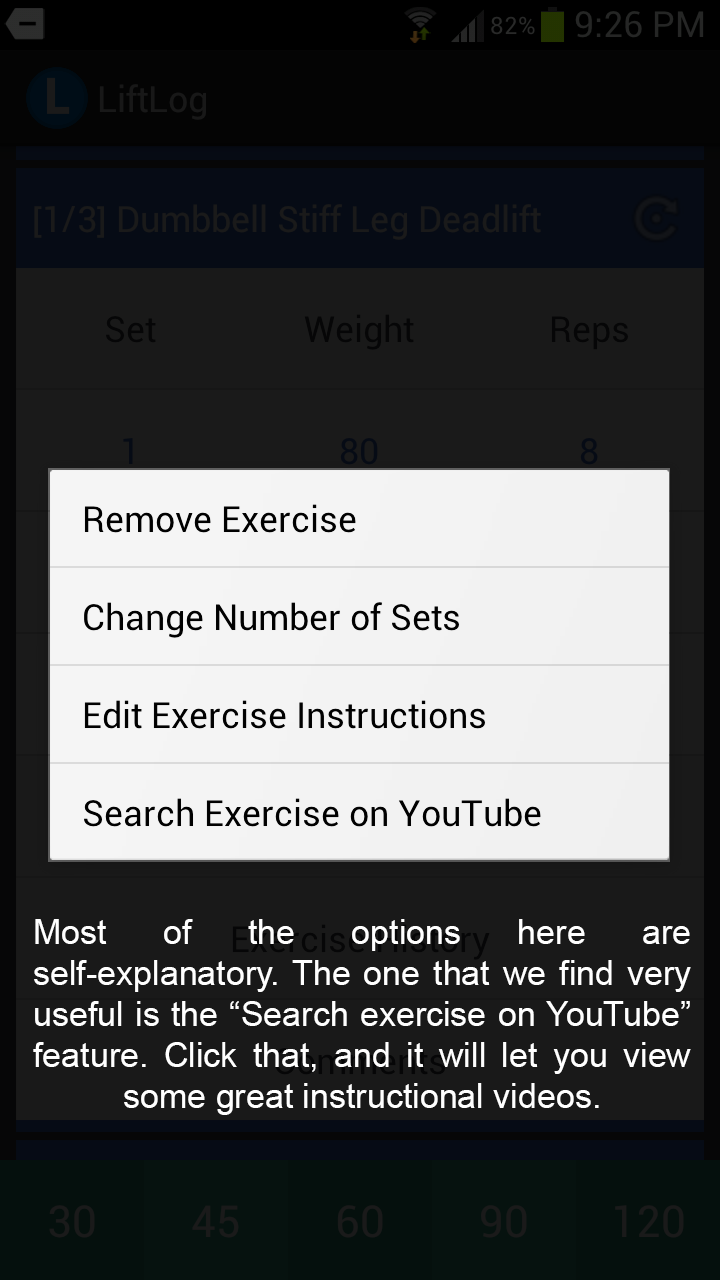 82% 9:26 PM
L LiftLog
[1/3] Dumbbell Stiff Leg Deadlift
Set Weight Reps
1 80 8
Remove Exercise
Change Number of Sets
Edit Exercise Instructions
Search Exercise on YouTube
Exercise History
Most of the options here are
self-explanatory. The one that we find very
useful is the “Search exercise on YouTube”
feature. Click that, and it will let you view
Comments
some great instructional videos.
30 45 60 90 120